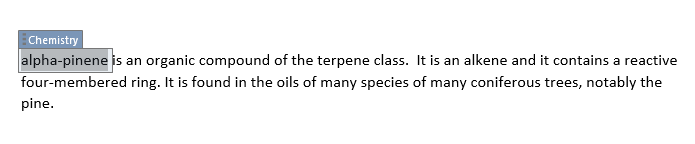 Chemistry
alpha-pinene is an organic compound of the terpene class.  It is an alkene and it contains a reactive
four-membered ring. It is found in the oils of many species of many coniferous trees, notably the
pine.